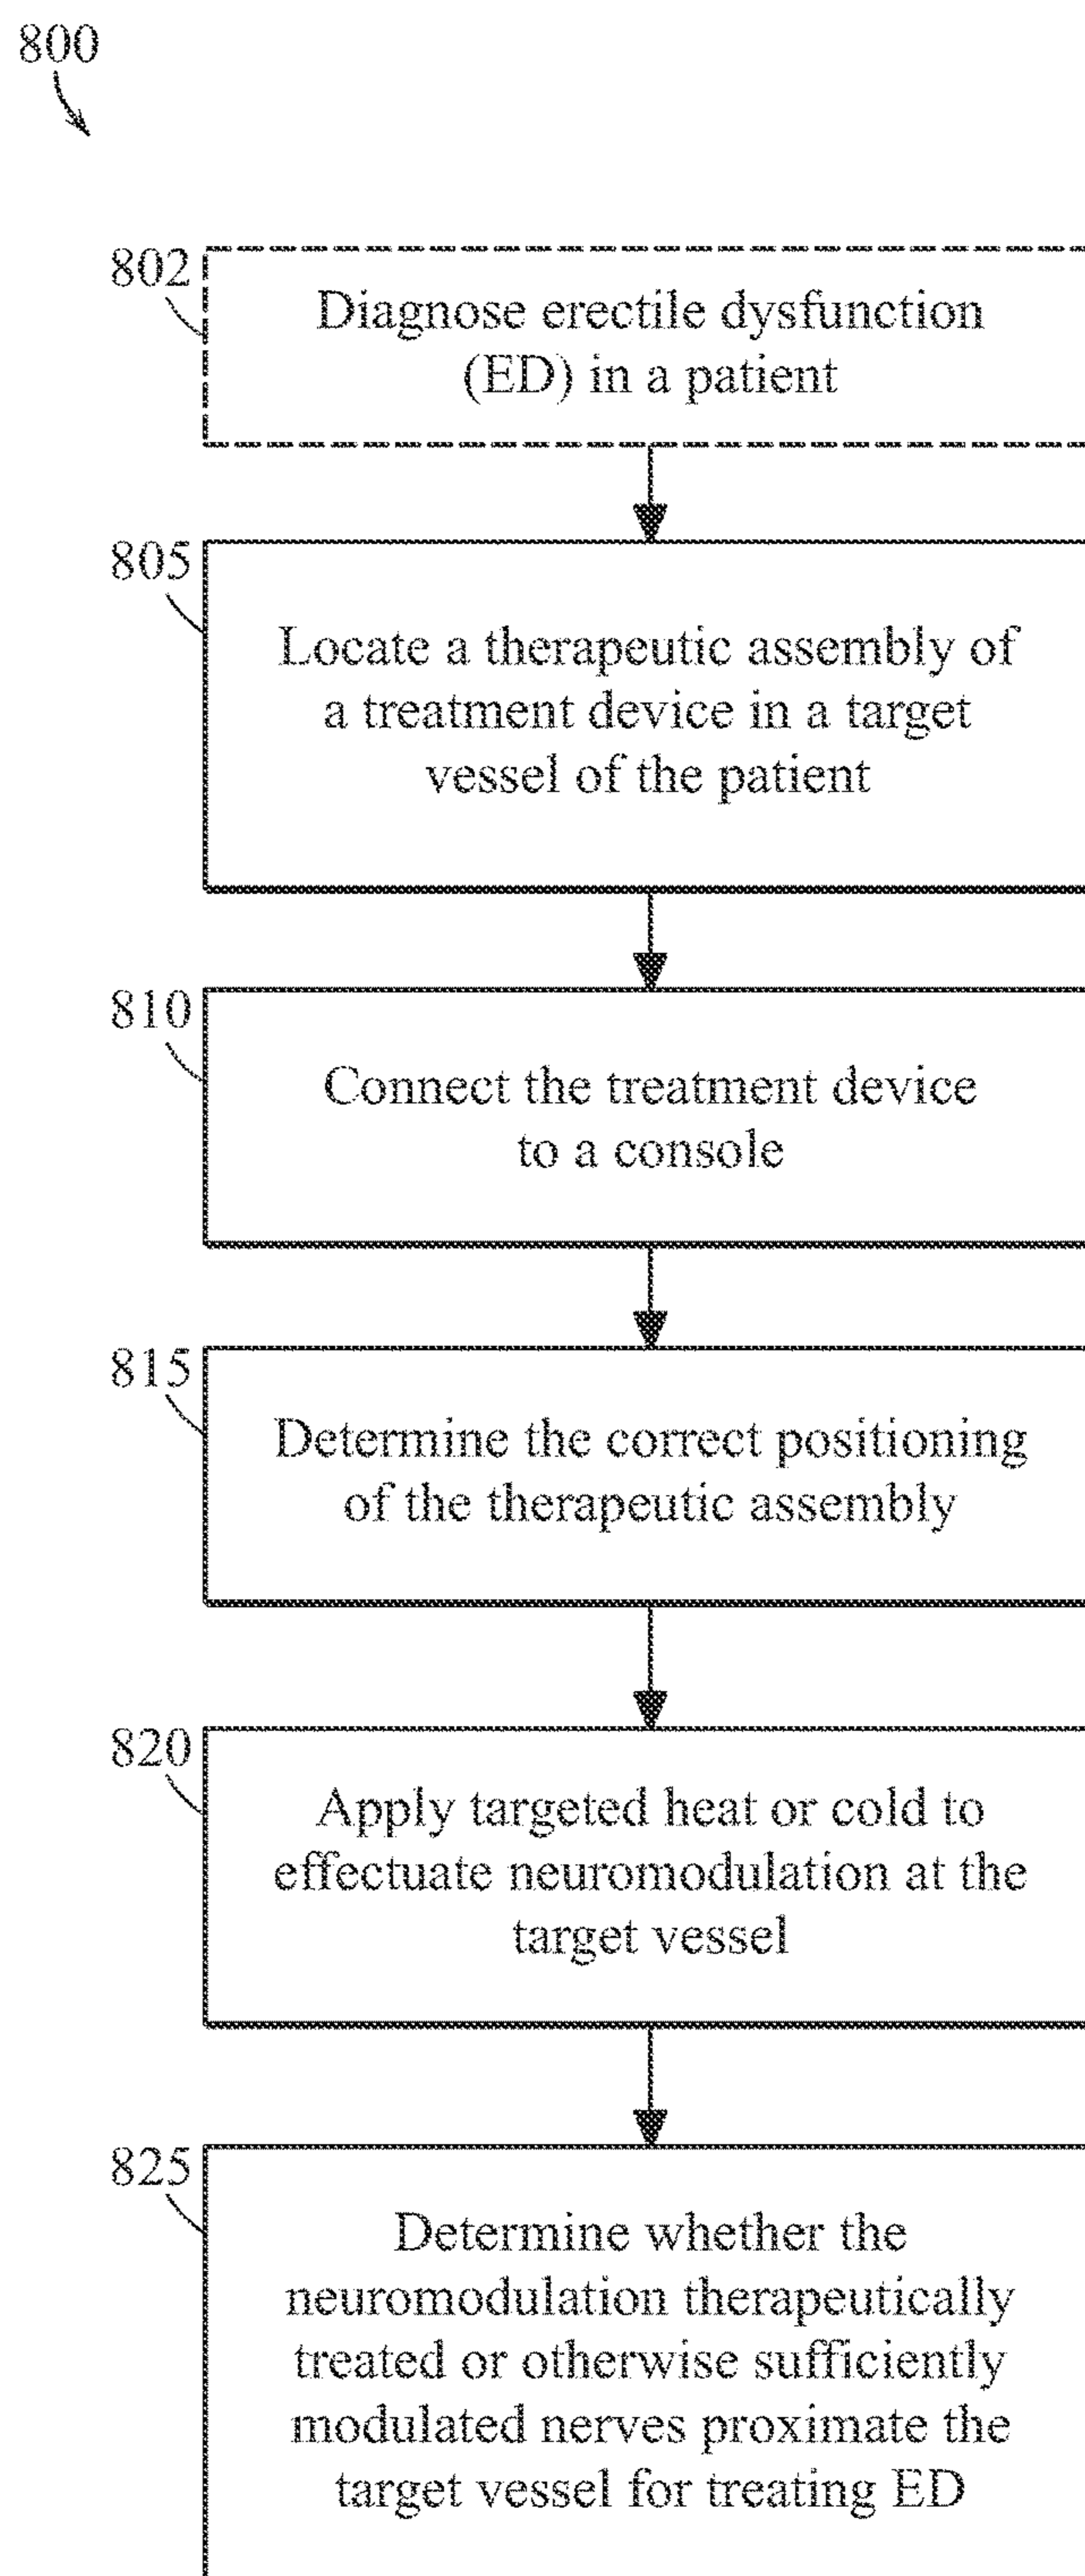 800
802
Diagnose erectile dysfunction
(ED) in a patient
805
Locate a therapeutic assembly of
a treatment device in a target
vessel of the patient
810
Connect the treatment device
to a console
815
Determine the correct positioning
of the therapeutic assembly
820
Apply targeted heat or cold to
effectuate neuromodulation at the
target vessel
825
Determine whether the
neuromodulation therapeutically
treated or otherwise sufficiently
modulated nerves proximate the
target vessel for treating ED